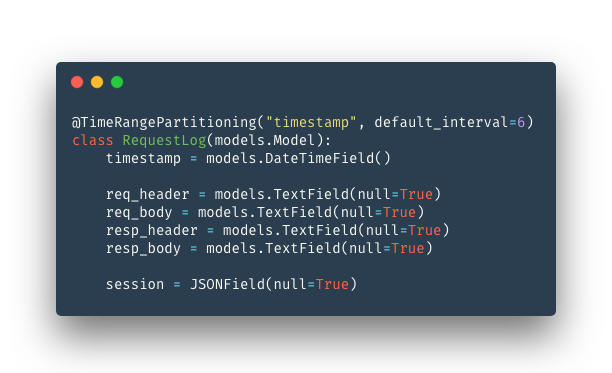 @TimeRangePartitioning("timestamp", default_interval=6)
class RequestLog(models.Model):
    timestamp = models.DateTimeField()

    req_header = models.TextField(null=True)
    req_body = models.TextField(null=True)
    resp_header = models.TextField(null=True)
    resp_body = models.TextField(null=True)

    session = JSONField(null=True)